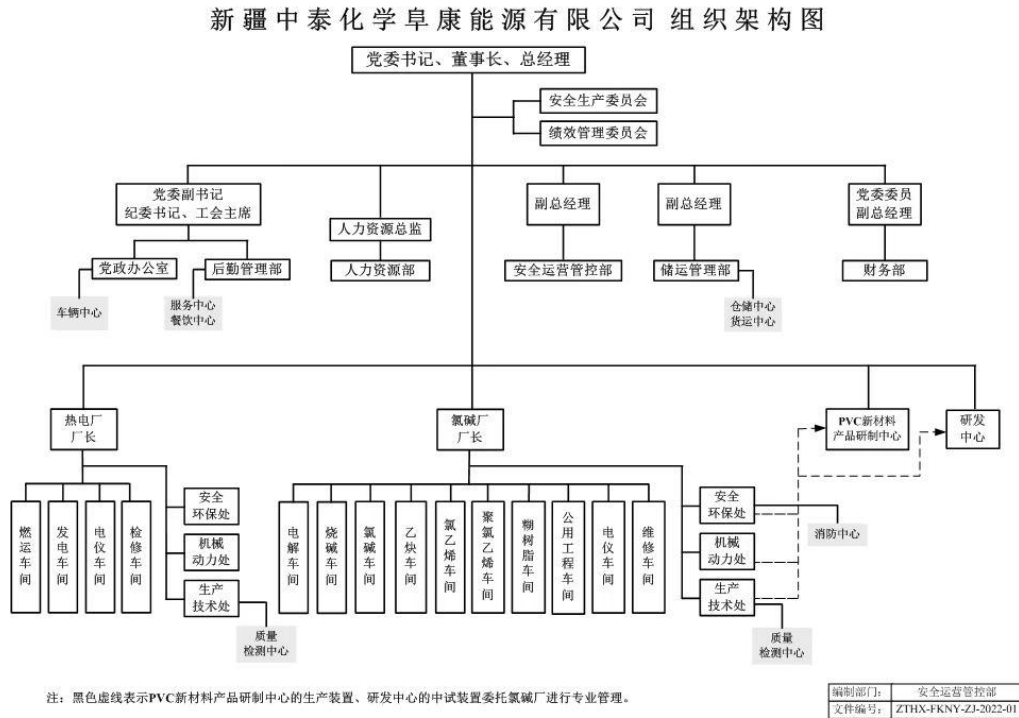 新疆中泰化学阜康能源有限公司 组织架构图
党委书记、董事长、总经理
安全生产委员会
绩效管理委员会
党委副书记
纪委书记、工会主席
人力资源总监
副总经理
副总经理
党委委员
副总经理
党政办公室
后勤管理部
人力资源部
安全运营管控部
储运管理部
财务部
车辆中心
服务中心
餐饮中心
仓储中心
货运中心
热电厂
厂长
氯碱厂
厂长
PVC新材料
产品研制中心
研发
中心
燃运车间
发电车间
电仪车间
检修车间
安全
环保处
机械
动力处
生产
技术处
质量
检测中心
电解车间
烧碱车间
氯碱车间
乙炔车间
氯乙烯车间
聚氯乙烯车间
糊树脂车间
公用工程车间
电仪车间
维修车间
安全
环保处
机械
动力处
生产
技术处
消防中心
质量
检测中心
注：黑色虚线表示PVC新材料产品研制中心的生产装置、研发中心的中试装置委托氯碱厂进行专业管理。
编制部门： 安全运营管控部
文件编号： ZTHX-FKNY-ZJ-2022-01